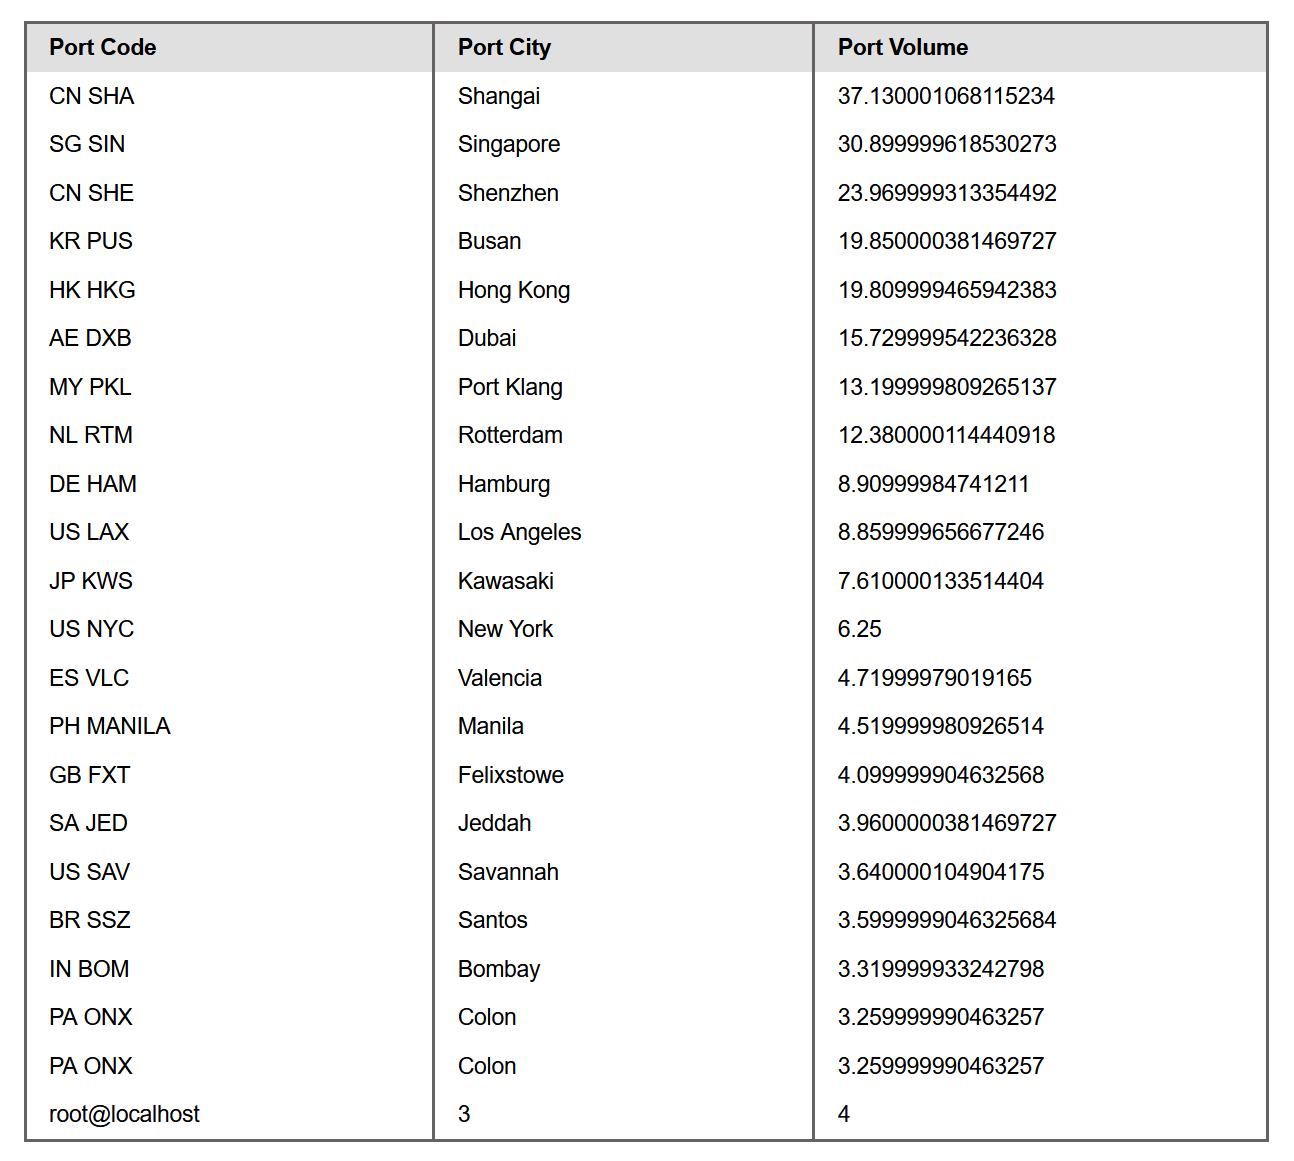 Port Code Port City Port Volume
CN SHA Shangai 37.130001068115234
SG SIN Singapore 30.899999618530273
CN SHE Shenzhen 23.969999313354492
KR PUS Busan 19.850000381469727
HK HKG Hong Kong 19.809999465942383
AE DXB Dubai 15.729999542236328
MY PKL Port Klang 13.199999809265137
NL RTM Rotterdam 12.380000114440918
DE HAM Hamburg 8.90999984741211
US LAX Los Angeles 8.859999656677246
JP KWS Kawasaki 7.610000133514404
US NYC New York 6.25
ES VLC Valencia 4.71999979019165
PH MANILA Manila 4.519999980926514
GB FXT Felixstowe 4.099999904632568
SA JED Jeddah 3.9600000381469727
US SAV Savannah 3.640000104904175
BR SSZ Santos 3.5999999046325684
IN BOM Bombay 3.319999933242798
PA ONX Colon 3.259999990463257
PA ONX Colon 3.259999990463257
root@localhost 3 4